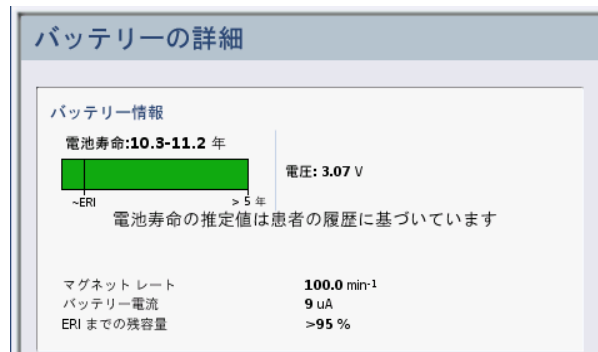 バッテリーの詳細
バッテリー情報
電池寿命:10.3-11.2 年
電圧: 3.07 V
~ERI > 5 年
電池寿命の推定値は患者の履歴に基づいています
マグネット レート 100.0 min-1
バッテリー電流 9 uA
ERI までの残容量 >95 %